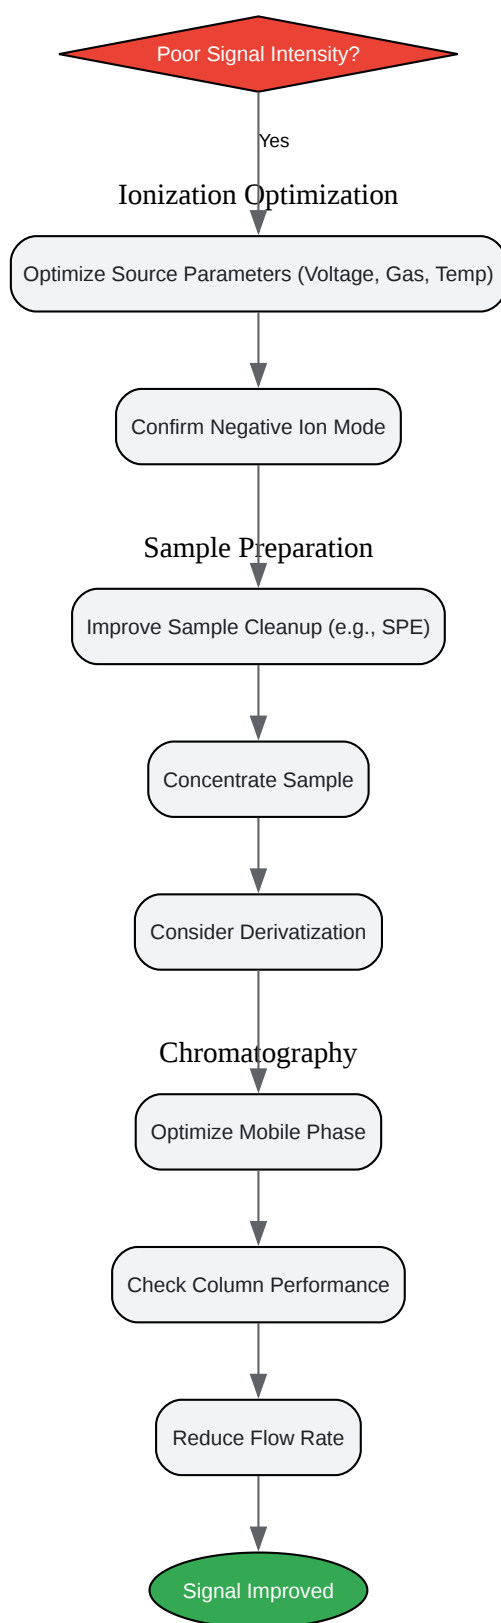 Poor Signal Intensity?
Yes
Ionization Optimization
Optimize Source Parameters (Voltage, Gas, Temp)
Confirm Negative Ion Mode
Sample Preparation
Improve Sample Cleanup (e.g., SPE)
Concentrate Sample
Consider Derivatization
Chromatography
Optimize Mobile Phase
Check Column Performance
Reduce Flow Rate
Signal Improved